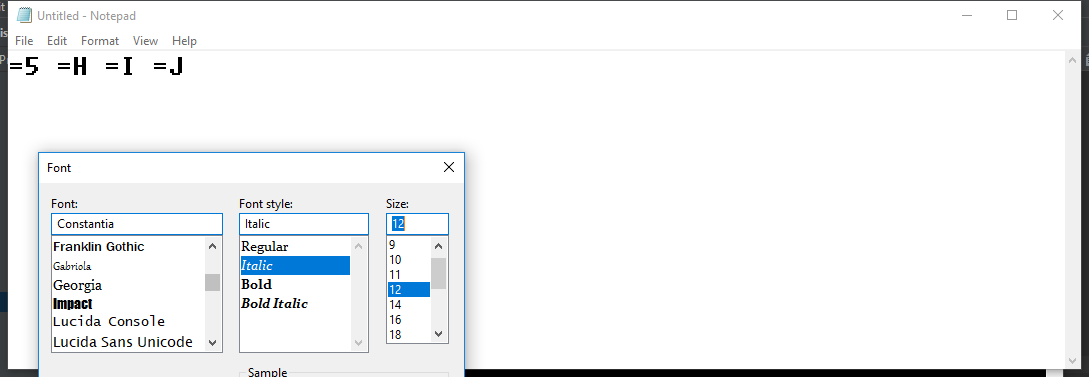 Untitled - Notepad
File Edit Format View Help
=5 =H =I =J
Font
Font: Font style: Size:
Constantia Italic 12
Franklin Gothic Regular 9
Gabriola Italic 10
Georgia Bold 11
Impact Bold Italic 12
Lucida Console 14
Lucida Sans Unicode 16
18
Sample